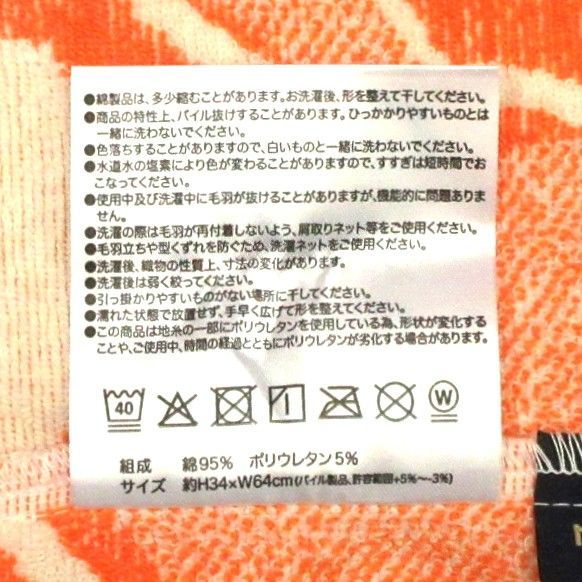 ●綿製品は、多少縮むことがあります。お洗濯後、形を整えて干してください。
●商品の特性上、パイル抜けすることがあります。ひっかかりやすいものとは
一緒に洗わないでください。
●色落ちすることがありますので、白いものと一緒に洗わないでください。
●水道水の塩素により色が変わることがありますので、すすぎは短時間でお
こなってください。
●使用中及び洗濯中に毛羽が抜けることがありますが、機能的に問題ありま
せん。
●洗濯の際は毛羽が再付着しないよう、屑取りネット等をご使用ください。
●毛羽立ちや型くずれを防ぐため、洗濯ネットをご使用ください。
●洗濯後、織物の性質上、寸法の変化があります。
●洗濯後は弱く絞ってください。
●引っ掛かりやすいものがない場所に干してください。
●濡れた状態で放置せず、手早く広げて形を整えてください。
●この商品は地糸の一部にポリウレタンを使用している為、形状が変化する
ことや、ご使用中、時間の経過とともにポリウレタンが劣化する場合があります。
40 W
組成 綿95% ポリウレタン5%
サイズ 約H34×W64cm(パイル製品、許容範囲+5%~-3%)